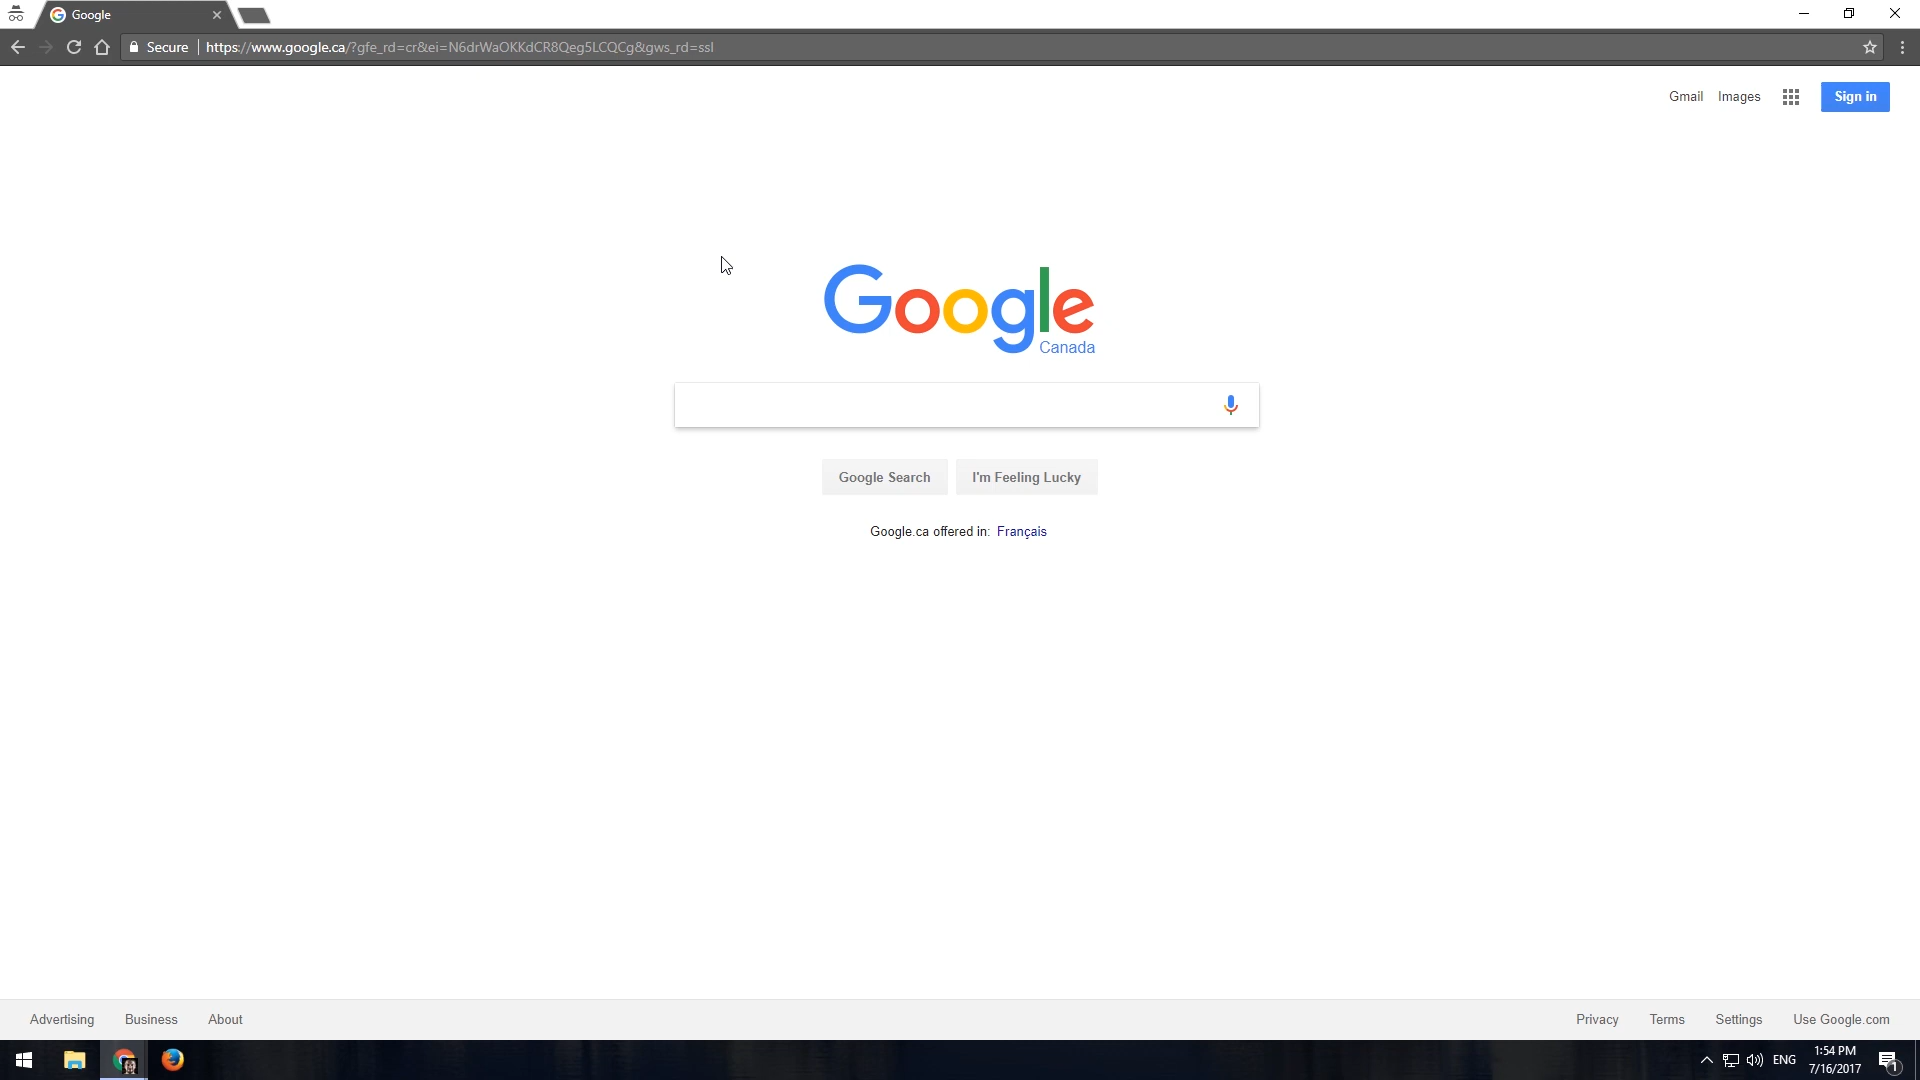 Google
Secure
https://www.google.ca/?gfe_rd=cr&ei=N6drWaOKKdCR8Qeg5LCQCg&gws_rd=ssl
Gmail Images Sign in
Google
Canada
Google Search I'm Feeling Lucky
Google.ca offered in: Français
Advertising Business About Privacy Terms Settings Use Google.com
ENG
1:54 PM
7/16/2017
1